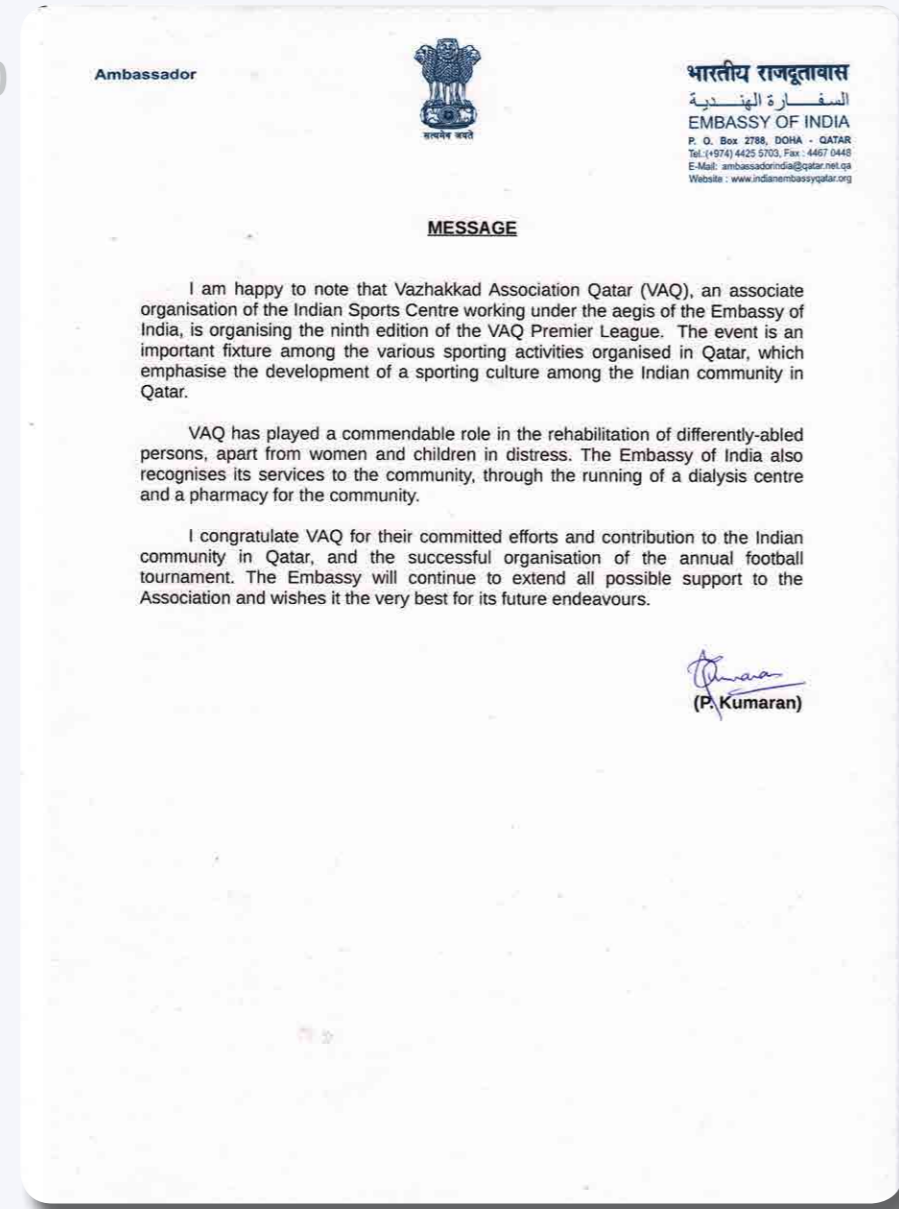 Ambassador
सत्यमेव जयते
भारतीय राजदूतावास
السفارة الهندية
EMBASSY OF INDIA
P. O. Box 2788, DOHA - QATAR
Tel.:(+974) 4425 5703, Fax : 4467 0448
E-Mail: ambassadorindia@qatar.net.qa
Website : www.indianembassyqatar.org
MESSAGE
I am happy to note that Vazhakkad Association Qatar (VAQ), an associate
organisation of the Indian Sports Centre working under the aegis of the Embassy of
India, is organising the ninth edition of the VAQ Premier League. The event is an
important fixture among the various sporting activities organised in Qatar, which
emphasise the development of a sporting culture among the Indian community in
Qatar.
VAQ has played a commendable role in the rehabilitation of differently-abled
persons, apart from women and children in distress. The Embassy of India also
recognises its services to the community, through the running of a dialysis centre
and a pharmacy for the community.
I congratulate VAQ for their committed efforts and contribution to the Indian
community in Qatar, and the successful organisation of the annual football
tournament. The Embassy will continue to extend all possible support to the
Association and wishes it the very best for its future endeavours.
(P. Kumaran)